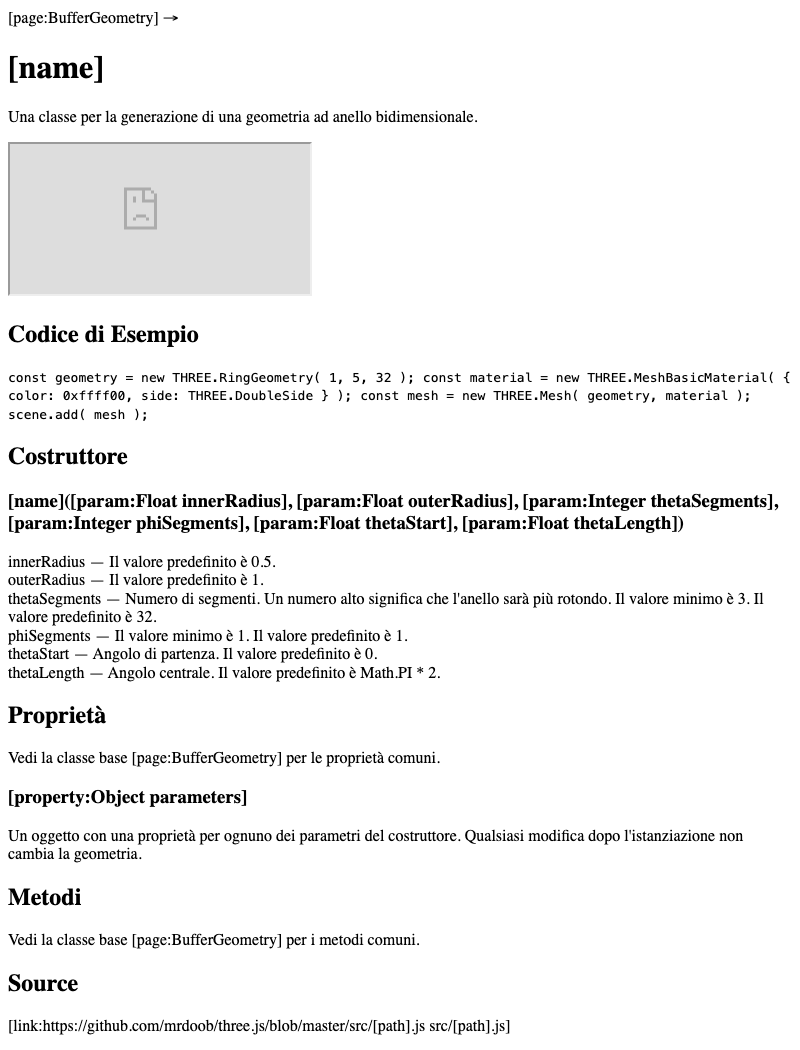 [page:BufferGeometry] →
[name]
Una classe per la generazione di una geometria ad anello bidimensionale.
Codice di Esempio
const geometry = new THREE.RingGeometry( 1, 5, 32 ); const material = new THREE.MeshBasicMaterial( {
color: 0xffff00, side: THREE.DoubleSide } ); const mesh = new THREE.Mesh( geometry, material );
scene.add( mesh );
Costruttore
[name]([param:Float innerRadius], [param:Float outerRadius], [param:Integer thetaSegments],
[param:Integer phiSegments], [param:Float thetaStart], [param:Float thetaLength])
innerRadius — Il valore predefinito è 0.5.
outerRadius — Il valore predefinito è 1.
thetaSegments — Numero di segmenti. Un numero alto significa che l'anello sarà più rotondo. Il valore minimo è 3. Il
valore predefinito è 32.
phiSegments — Il valore minimo è 1. Il valore predefinito è 1.
thetaStart — Angolo di partenza. Il valore predefinito è 0.
thetaLength — Angolo centrale. Il valore predefinito è Math.PI * 2.
Proprietà
Vedi la classe base [page:BufferGeometry] per le proprietà comuni.
[property:Object parameters]
Un oggetto con una proprietà per ognuno dei parametri del costruttore. Qualsiasi modifica dopo l'istanziazione non
cambia la geometria.
Metodi
Vedi la classe base [page:BufferGeometry] per i metodi comuni.
Source
[link:https://github.com/mrdoob/three.js/blob/master/src/[path].js src/[path].js]